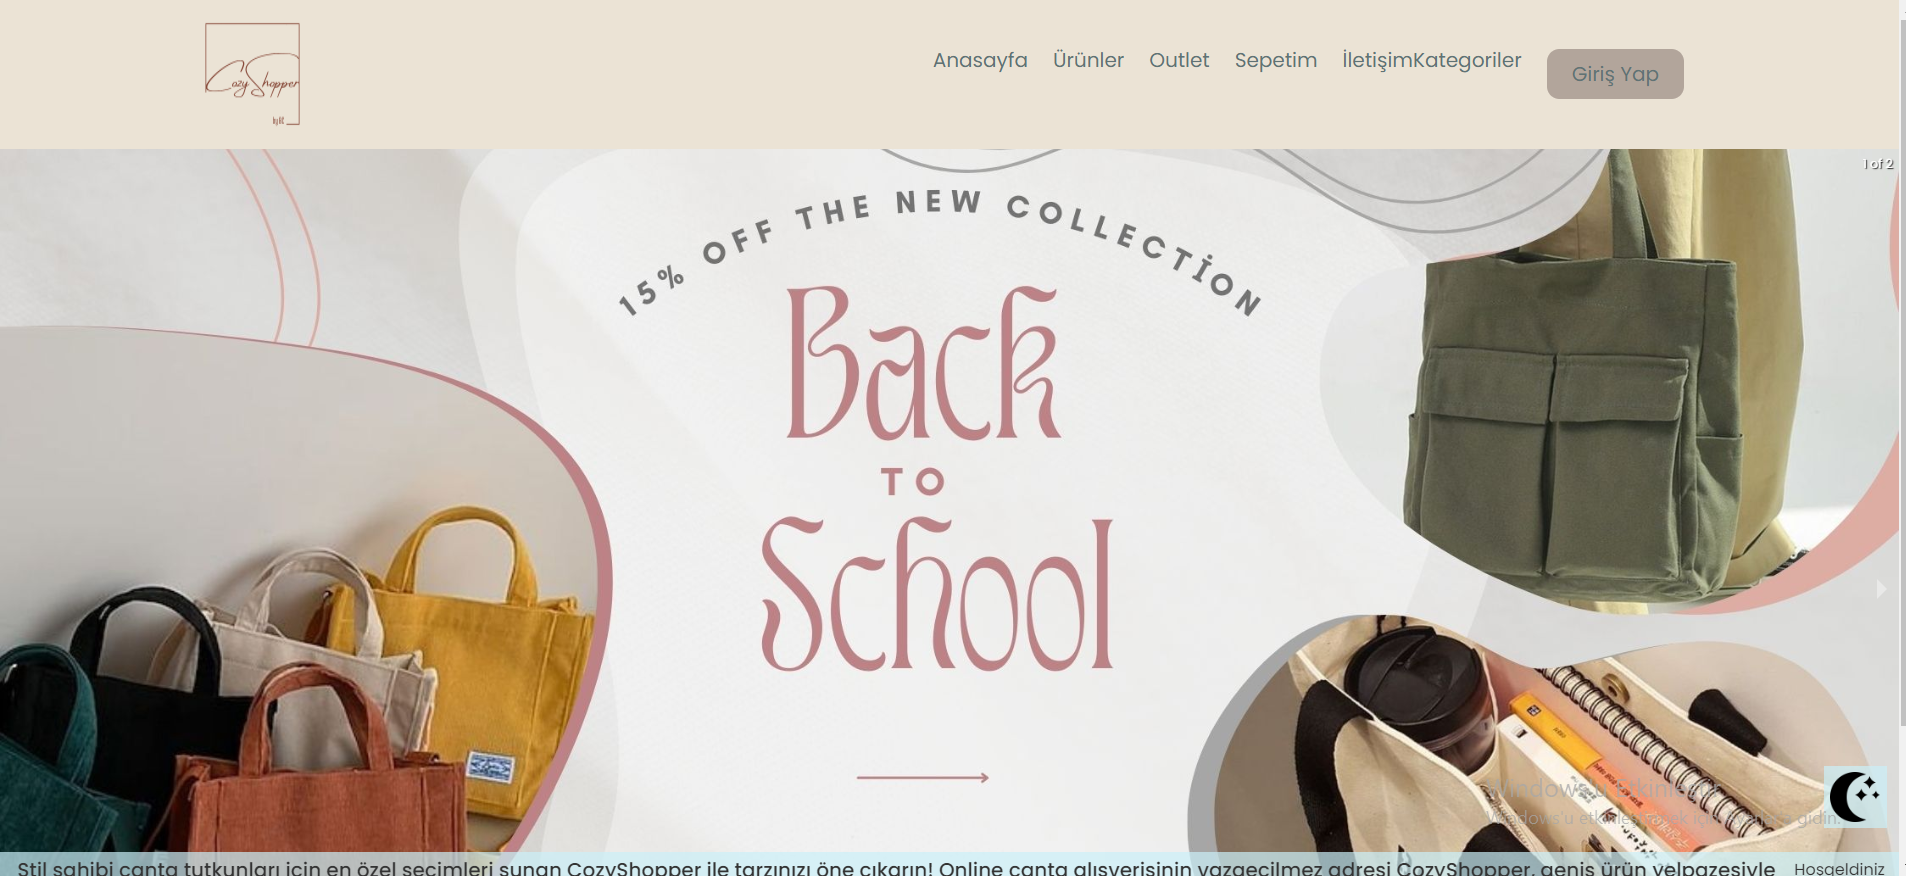 CozyShopper
Anasayfa Ürünler Outlet Sepetim İletişimKategoriler Giriş Yap
1 of 2
15% OFF THE NEW COLLECTİON
Back
TO
School
Windows'u Etkinleştir
Windows'u etkinleştirmek için gidin.
Stil sahibi çanta tutkunları için en özel seçimleri sunan CozyShopper ile tarzınızı öne çıkarın! Online çanta alışverişinin vazgeçilmez adresi CozyShopper, geniş ürün yelpazesiyle Hoşgeldiniz